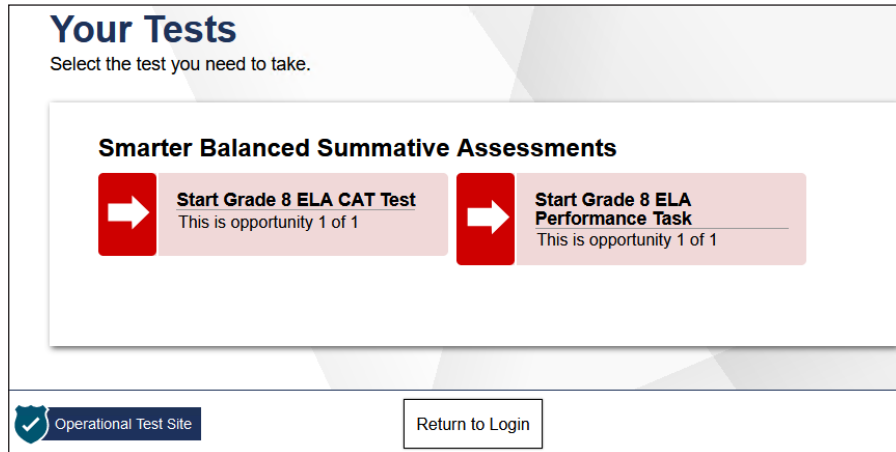 Your Tests
Select the test you need to take.
Smarter Balanced Summative Assessments
Start Grade 8 ELA CAT Test
This is opportunity 1 of 1
Start Grade 8 ELA
Performance Task
This is opportunity 1 of 1
Operational Test Site
Return to Login